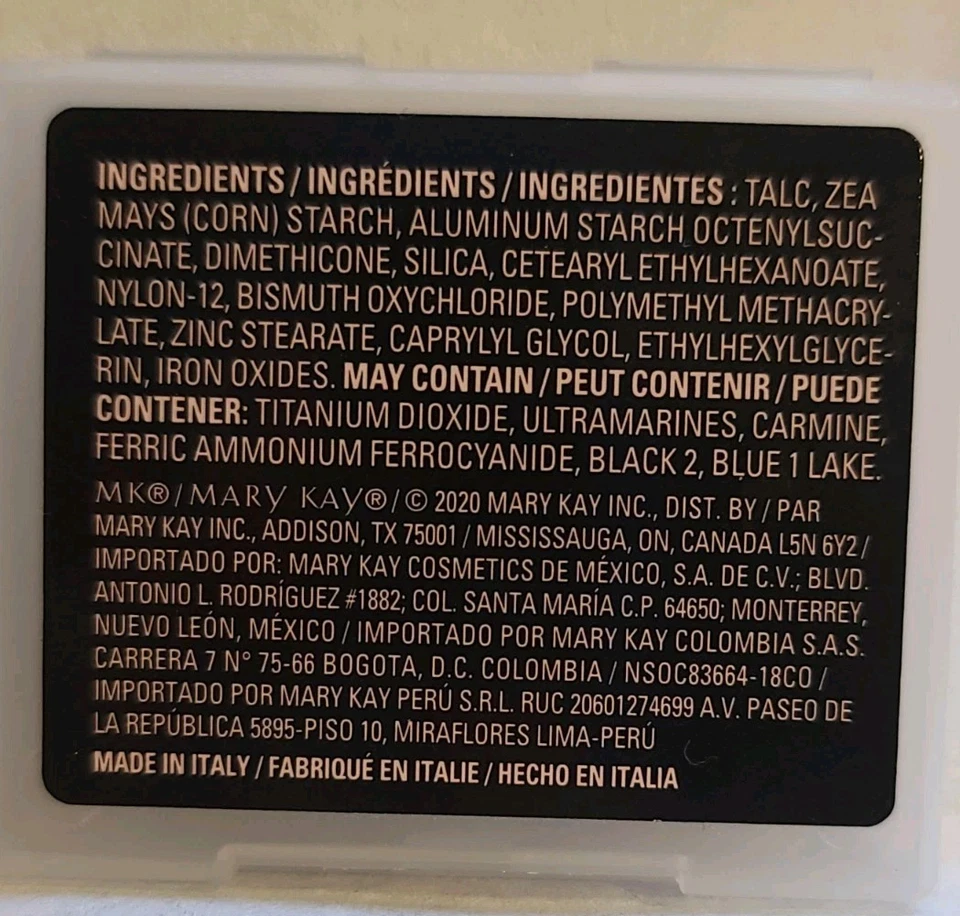 INGREDIENTS / INGRÉDIENTS / INGREDIENTES : TALC, ZEA
MAYS (CORN) STARCH, ALUMINUM STARCH OCTENYLSUC-
CINATE, DIMETHICONE, SILICA, CETEARYL ETHYLHEXANOATE,
NYLON-12, BISMUTH OXYCHLORIDE, POLYMETHYL METHACRY-
LATE, ZINC STEARATE, CAPRYLYL GLYCOL, ETHYLHEXYLGLYCE-
RIN, IRON OXIDES. MAY CONTAIN / PEUT CONTENIR / PUEDE
CONTENER: TITANIUM DIOXIDE, ULTRAMARINES, CARMINE,
FERRIC AMMONIUM FERROCYANIDE, BLACK 2, BLUE 1 LAKE.
MK® / MARY KAY® / © 2020 MARY KAY INC., DIST. BY / PAR
MARY KAY INC., ADDISON, TX 75001 / MISSISSAUGA, ON, CANADA L5N 6Y2 /
IMPORTADO POR: MARY KAY COSMETICS DE MÉXICO, S.A. DE C.V.; BLVD.
ANTONIO L. RODRÍGUEZ #1882; COL. SANTA MARÍA C.P. 64650; MONTERREY,
NUEVO LEÓN, MÉXICO / IMPORTADO POR MARY KAY COLOMBIA S.A.S.
CARRERA 7 N° 75-66 BOGOTA, D.C. COLOMBIA / NSOC83664-18CO /
IMPORTADO POR MARY KAY PERÚ S.R.L. RUC 20601274699 A.V. PASEO DE
LA REPÚBLICA 5895-PISO 10, MIRAFLORES LIMA-PERÚ
MADE IN ITALY / FABRIQUÉ EN ITALIE / HECHO EN ITALIA